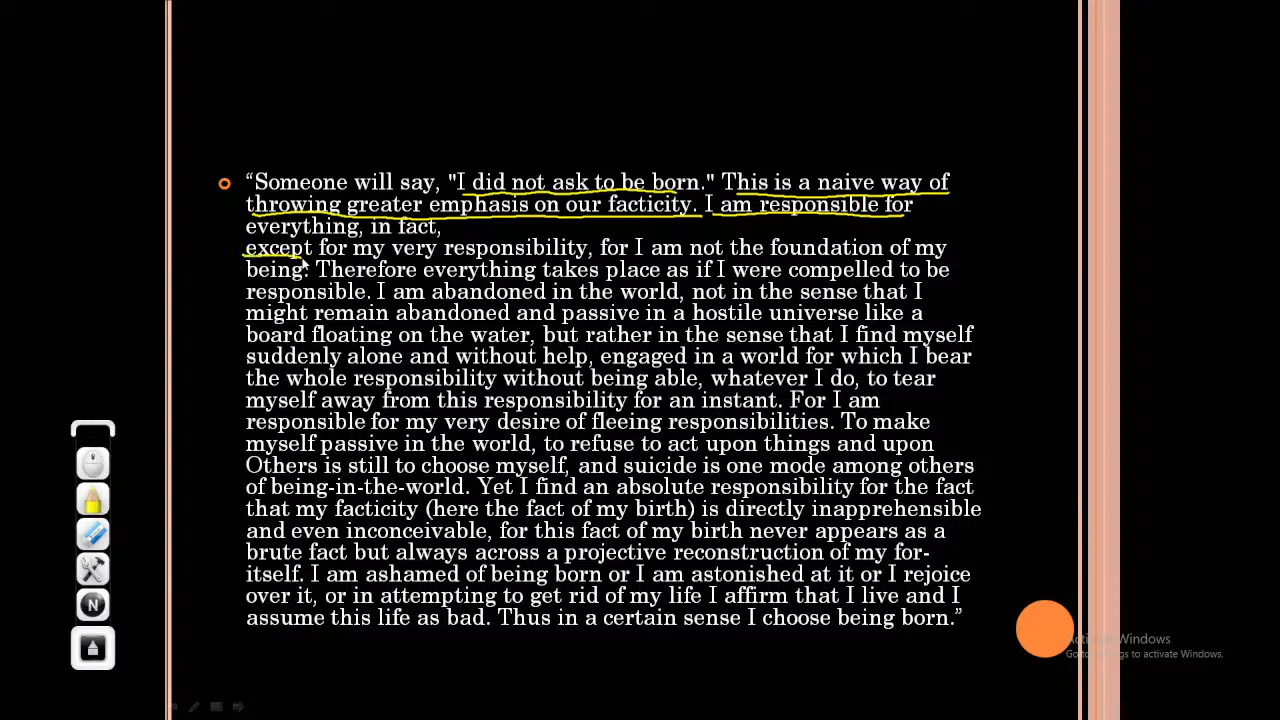 “Someone will say, "I did not ask to be born." This is a naive way of
throwing greater emphasis on our facticity. I am responsible for
everything, in fact,
except for my very responsibility, for I am not the foundation of my
being. Therefore everything takes place as if I were compelled to be
responsible. I am abandoned in the world, not in the sense that I
might remain abandoned and passive in a hostile universe like a
board floating on the water, but rather in the sense that I find myself
suddenly alone and without help, engaged in a world for which I bear
the whole responsibility without being able, whatever I do, to tear
myself away from this responsibility for an instant. For I am
responsible for my very desire of fleeing responsibilities. To make
myself passive in the world, to refuse to act upon things and upon
Others is still to choose myself, and suicide is one mode among others
of being-in-the-world. Yet I find an absolute responsibility for the fact
that my facticity (here the fact of my birth) is directly inapprehensible
and even inconceivable, for this fact of my birth never appears as a
brute fact but always across a projective reconstruction of my for-
itself. I am ashamed of being born or I am astonished at it or I rejoice
over it, or in attempting to get rid of my life I affirm that I live and I
assume this life as bad. Thus in a certain sense I choose being born.”
N
Windows
to activate Windows.